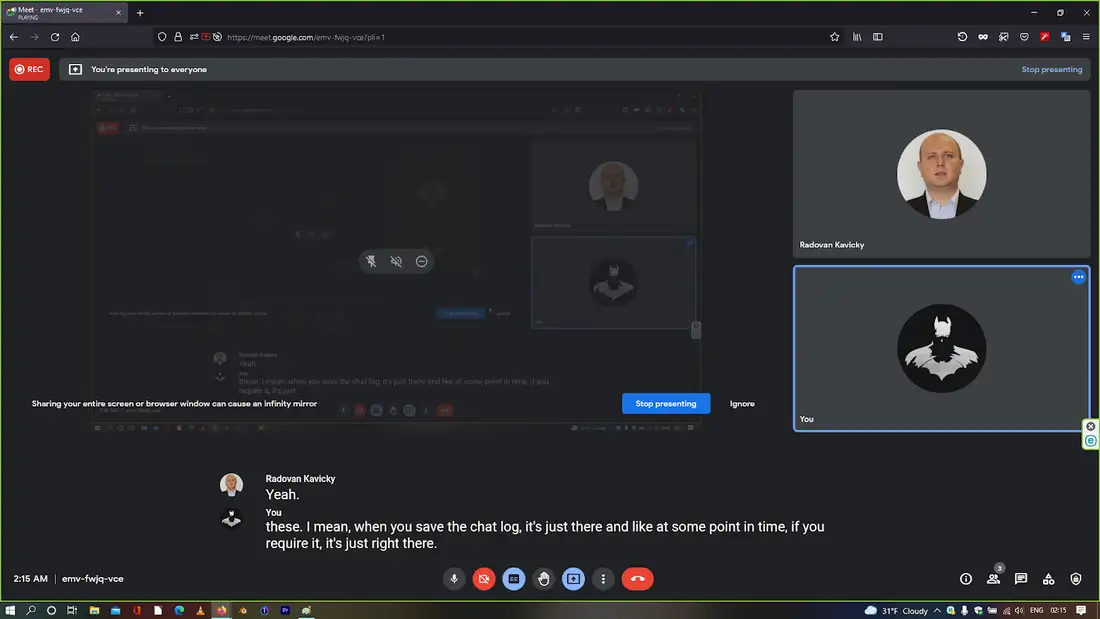 Meet - emv-fwjq-vce
PLAYING
https://meet.google.com/emv-fwjq-vce?pli=1
REC
You're presenting to everyone
Stop presenting
Radovan Kavicky
You
Sharing your entire screen or browser window can cause an infinity mirror
Stop presenting
Ignore
Radovan Kavicky
Yeah.
You
these. I mean, when you save the chat log, it's just there and like at some point in time, if you
require it, it's just right there.
2:15 AM | emv-fwjq-vce
3
31°F Cloudy
ENG
02:15